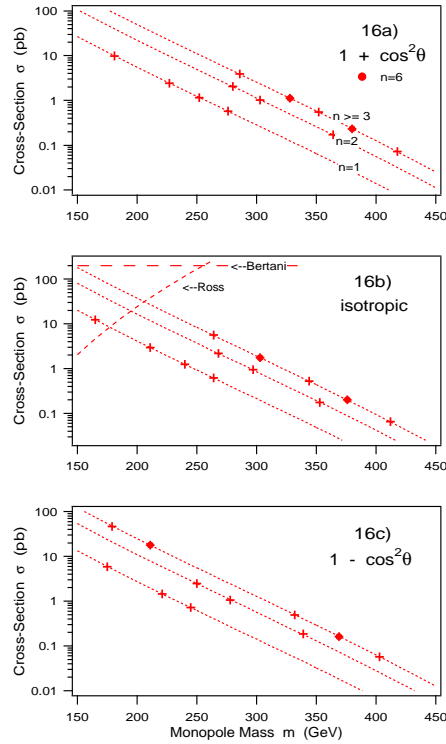 16a)
1 + cos²θ
n=6
Cross-Section σ (pb)
100
10
1
0.1
0.01
n >= 3
n=2
n=1
150 200 250 300 350 400 450
16b)
isotropic
<--Bertani
<--Ross
Cross-Section σ (pb)
100
10
1
0.1
150 200 250 300 350 400 450
16c)
1 - cos²θ
Cross-Section σ (pb)
100
10
1
0.1
0.01
150 200 250 300 350 400 450
Monopole Mass m (GeV)